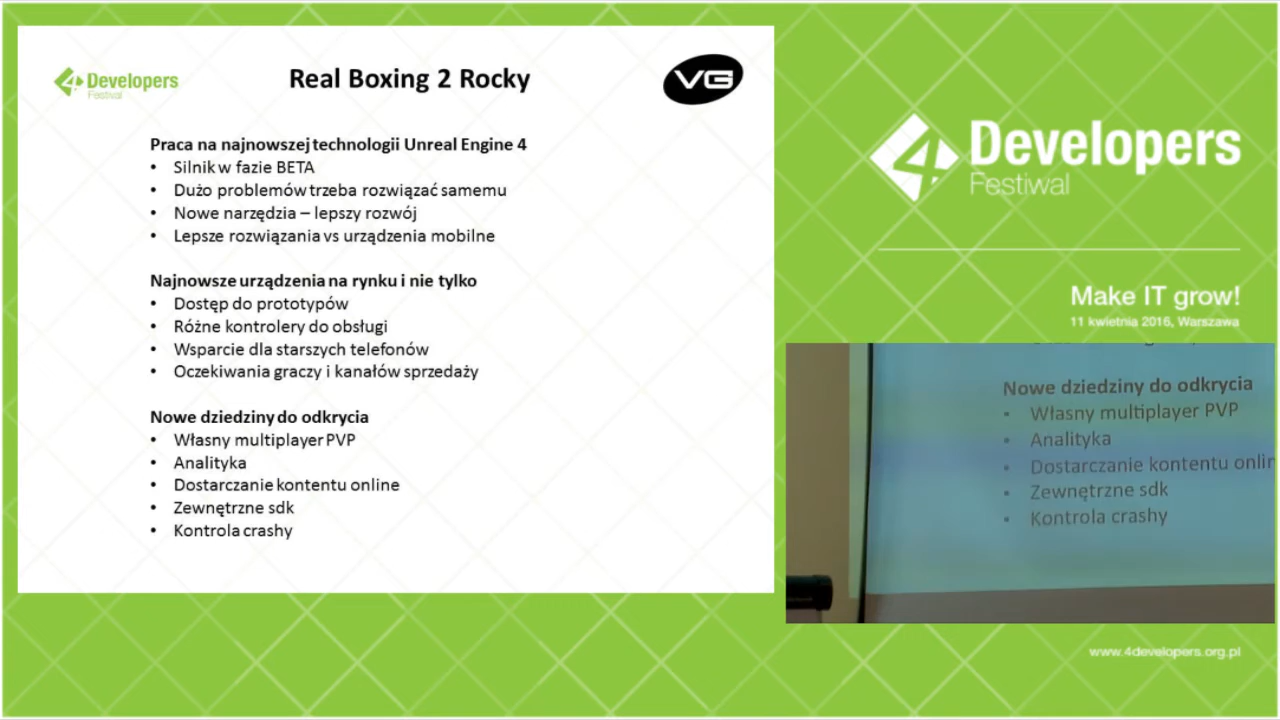 4Developers
Festival
Real Boxing 2 Rocky
VG
Praca na najnowszej technologii Unreal Engine 4
• Silnik w fazie BETA
• Dużo problemów trzeba rozwiązać samemu
• Nowe narzędzia – lepszy rozwój
• Lepsze rozwiązania vs urządzenia mobilne
Najnowsze urządzenia na rynku i nie tylko
• Dostęp do prototypów
• Różne kontrolery do obsługi
• Wsparcie dla starszych telefonów
• Oczekiwania graczy i kanałów sprzedaży
Nowe dziedziny do odkrycia
• Własny multiplayer PVP
• Analityka
• Dostarczanie kontentu online
• Zewnętrzne sdk
• Kontrola crashy
4Developers
Festiwal
Make IT grow!
11 kwietnia 2016, Warszawa
Nowe dziedziny do odkrycia
• Własny multiplayer PVP
• Analityka
• Dostarczanie kontentu onlin
• Zewnętrzne sdk
• Kontrola crashy
www.4developers.org.pl